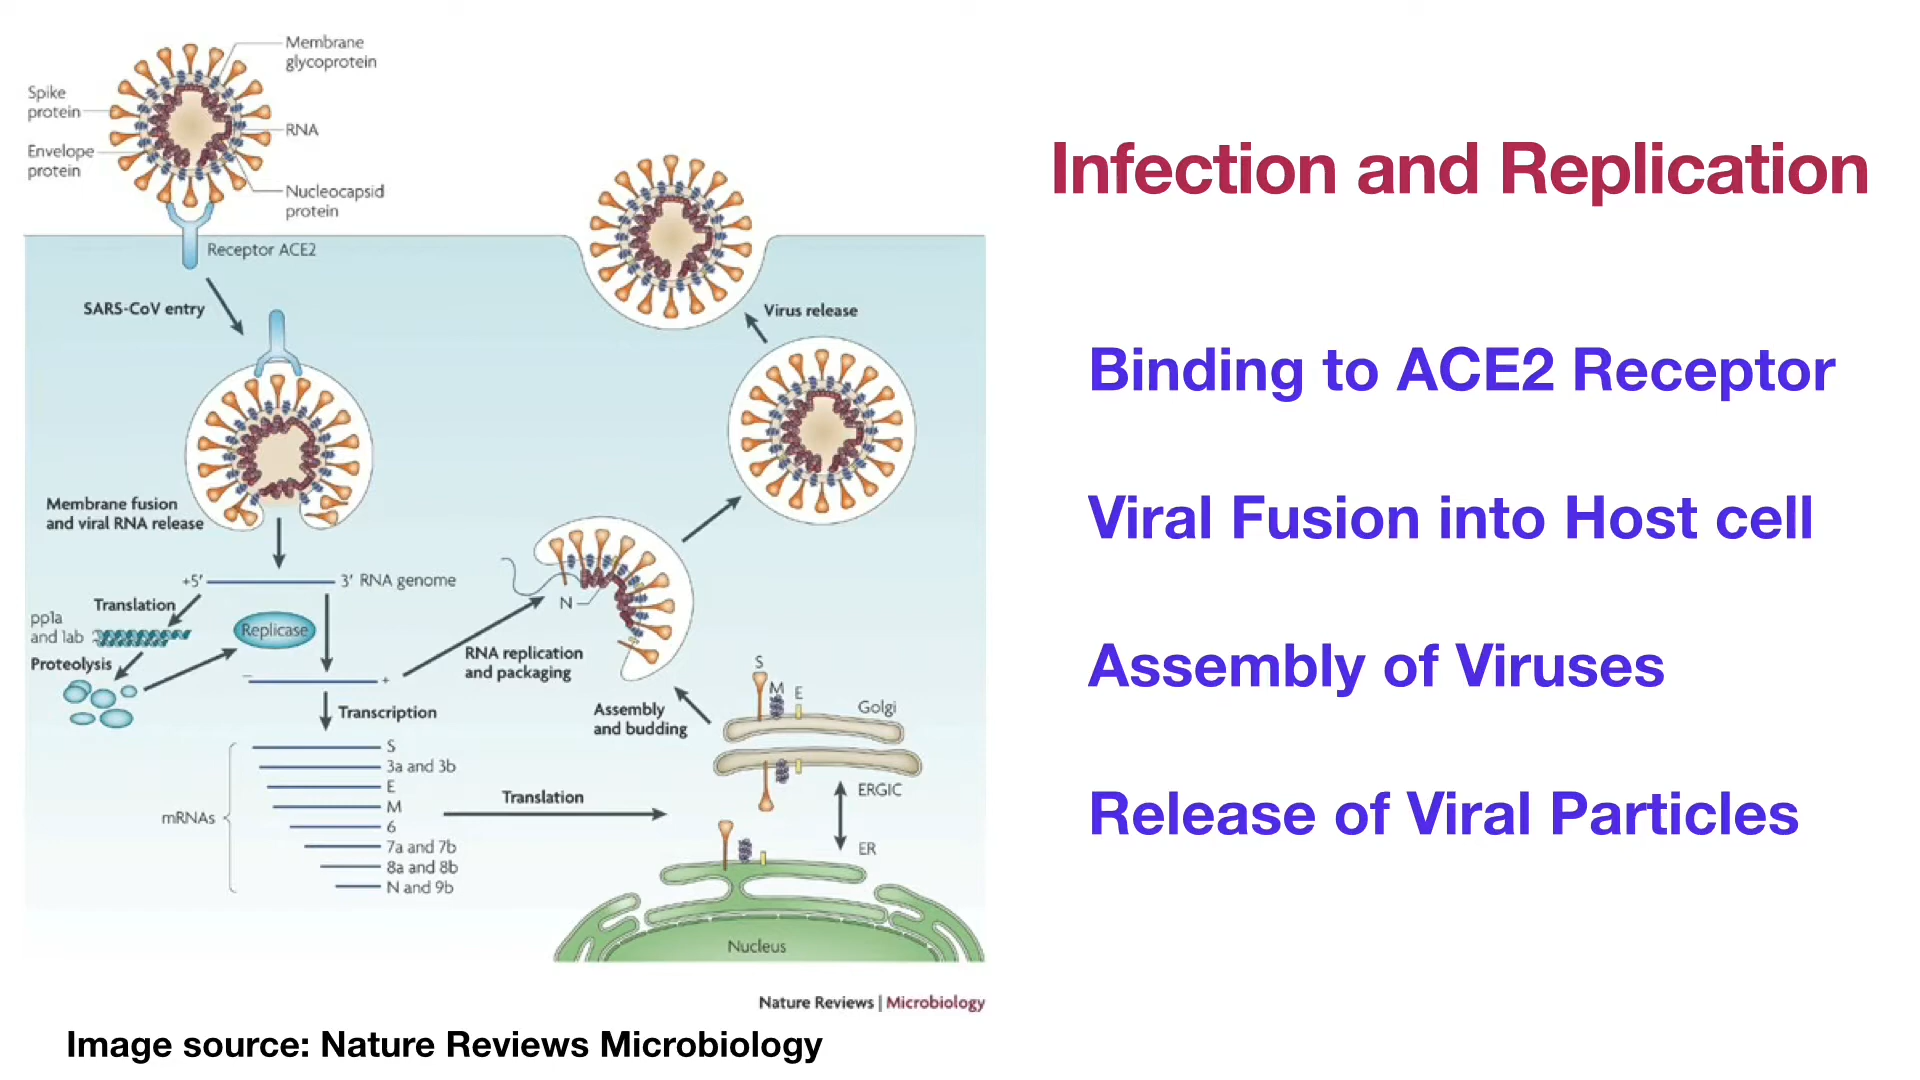 Membrane
glycoprotein
Spike
protein
RNA
Envelope
protein
Nucleocapsid
protein
Receptor ACE2
SARS-CoV entry
Virus release
Membrane fusion
and viral RNA release
+5′
3′ RNA genome
Translation
pp1a
and 1ab
Replicase
Proteolysis
N
RNA replication
and packaging
−
+
Transcription
Assembly
and budding
S
M
E
Golgi
ERGIC
ER
mRNAs
S
3a and 3b
E
M
6
7a and 7b
8a and 8b
N and 9b
Translation
Nucleus
Nature Reviews | Microbiology
Image source: Nature Reviews Microbiology
Infection and Replication
Binding to ACE2 Receptor
Viral Fusion into Host cell
Assembly of Viruses
Release of Viral Particles